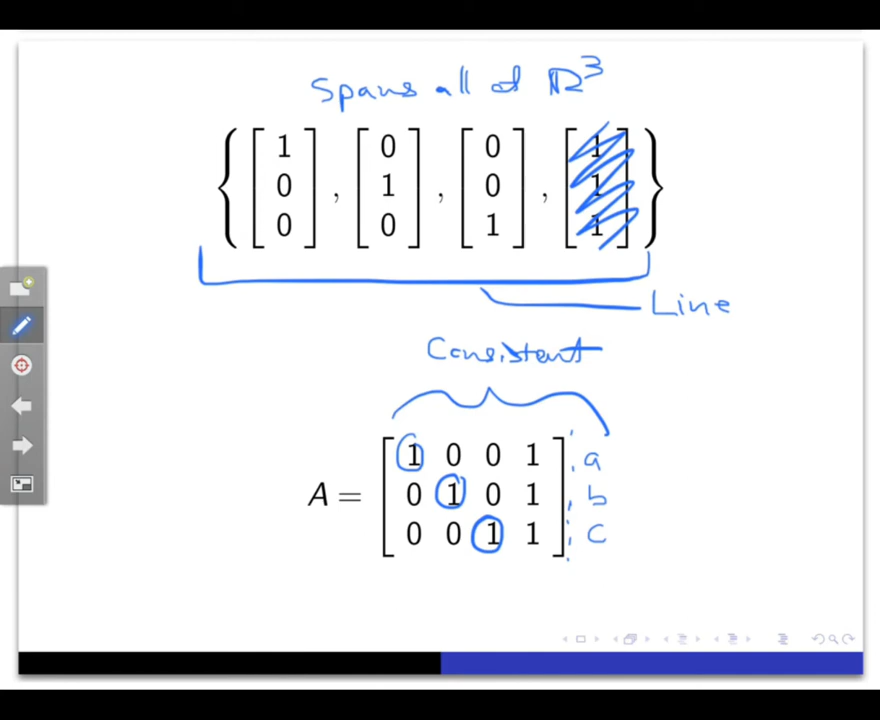 Spans all of ℝ³
{ [1 0 0], [0 1 0], [0 0 1], [1 1 1] }
Line
Consistent
1 0 0 1 a
A = 0 1 0 1 b
0 0 1 1 c